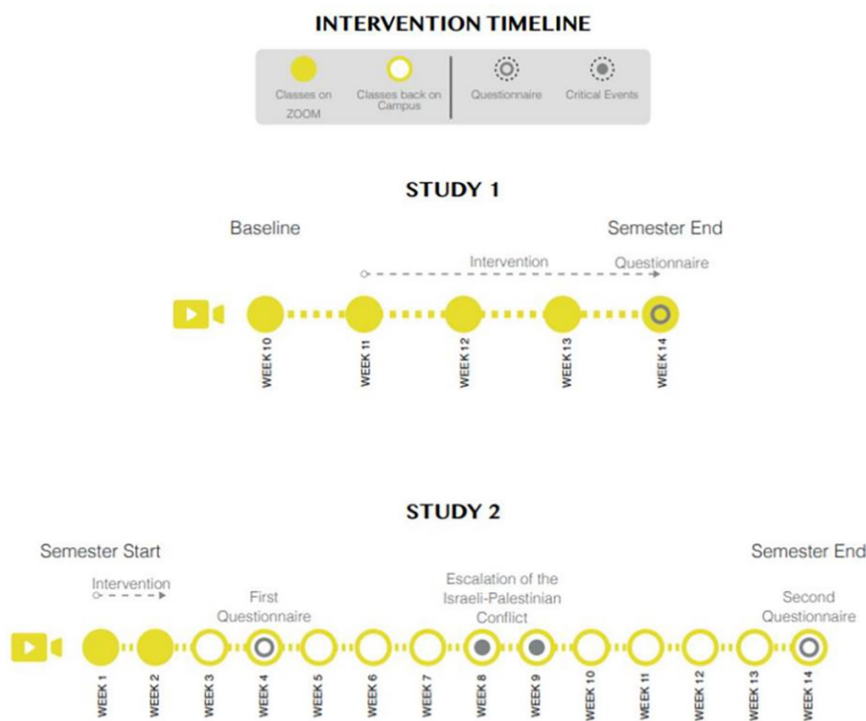 INTERVENTION TIMELINE
Classes on
ZOOM
Classes back on
Campus
Questionnaire
Critical Events
STUDY 1
Baseline
Semester End
Intervention
Questionnaire
WEEK 10
WEEK 11
WEEK 12
WEEK 13
WEEK 14
STUDY 2
Semester Start
Semester End
Intervention
First
Questionnaire
Escalation of the
Israeli-Palestinian
Conflict
Second
Questionnaire
WEEK 1
WEEK 2
WEEK 3
WEEK 4
WEEK 5
WEEK 6
WEEK 7
WEEK 8
WEEK 9
WEEK 10
WEEK 11
WEEK 12
WEEK 13
WEEK 14